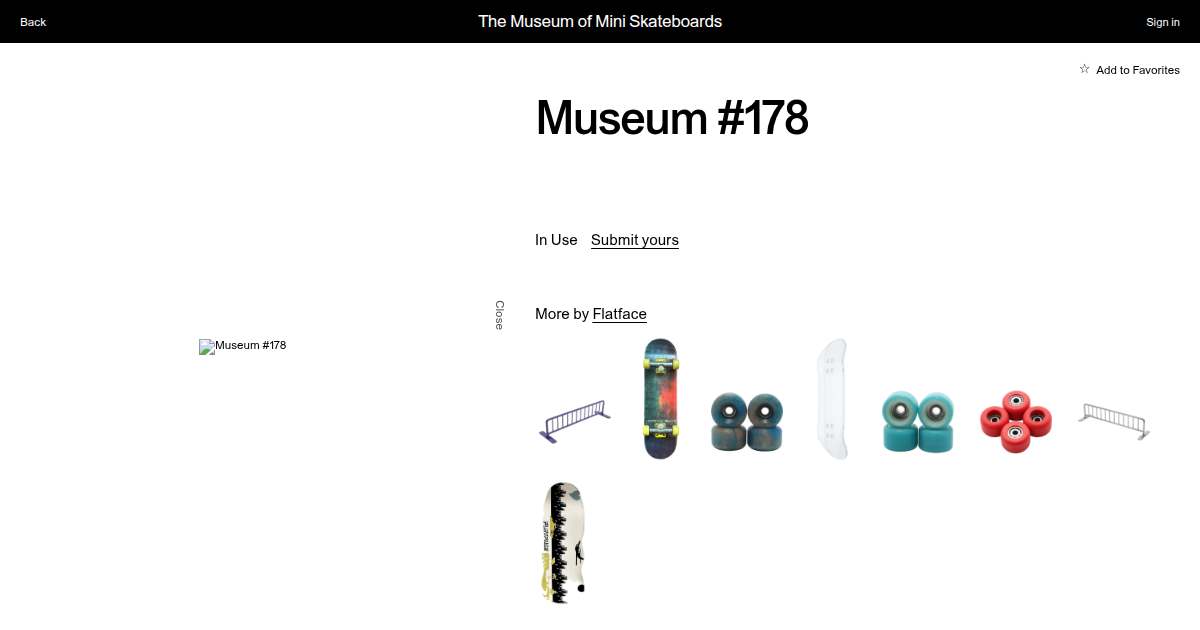 Back
The Museum of Mini Skateboards
Sign in
☆ Add to Favorites
Museum #178
In Use Submit yours
Close
More by Flatface
Museum #178